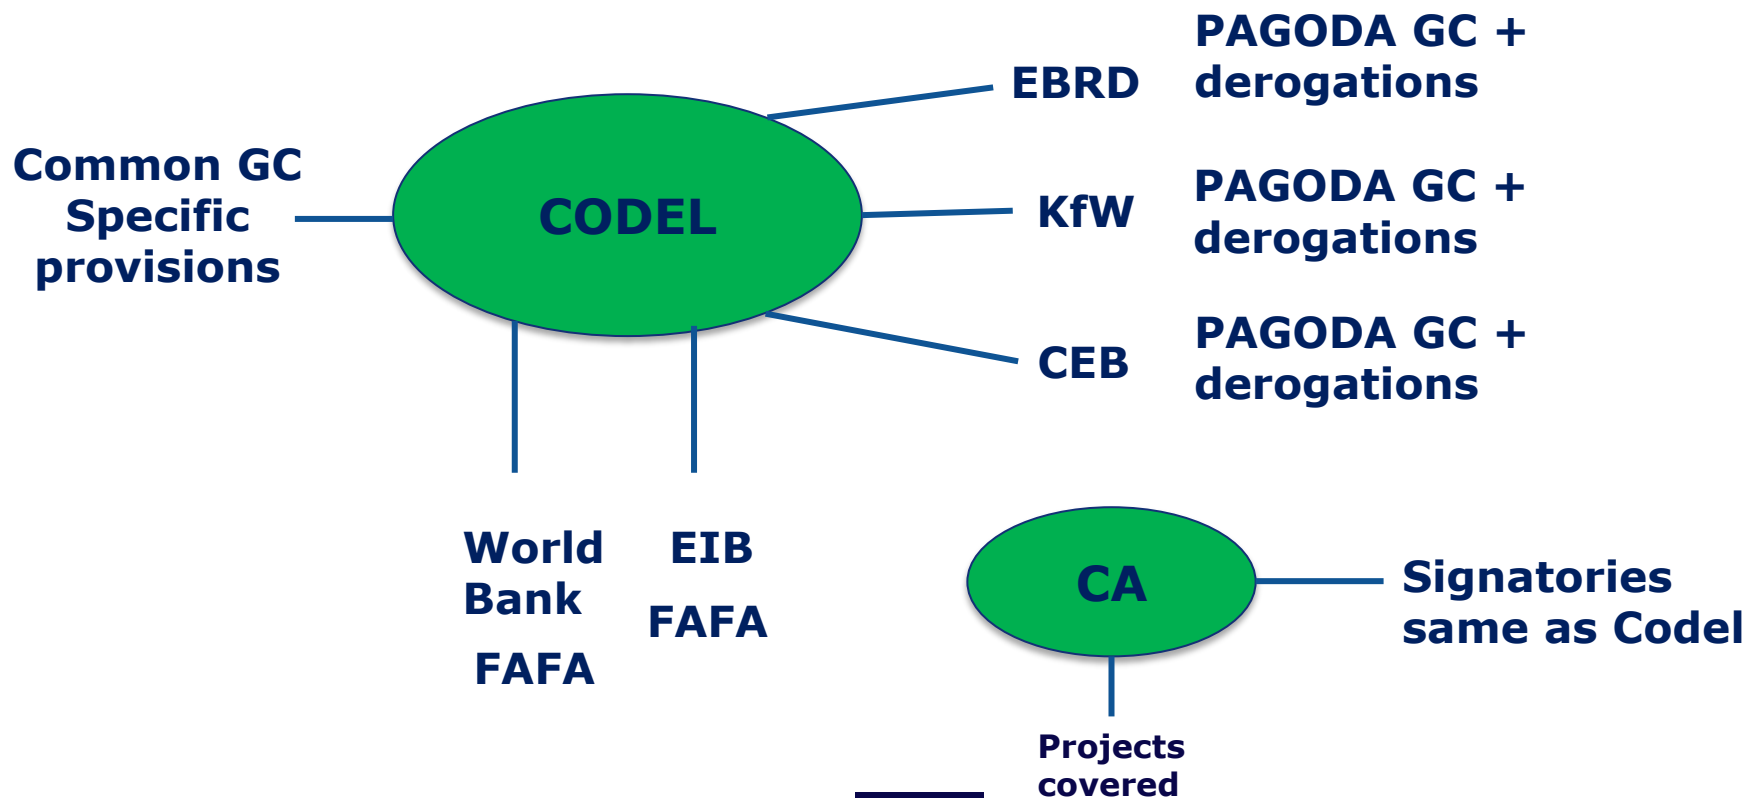 PAGODA GC +
derogations
EBRD
Common GC
Specific
provisions
CODEL
KfW
PAGODA GC +
derogations
CEB
PAGODA GC +
derogations
World
Bank
FAFA
EIB
FAFA
CA
Signatories
same as Codel
Projects
covered